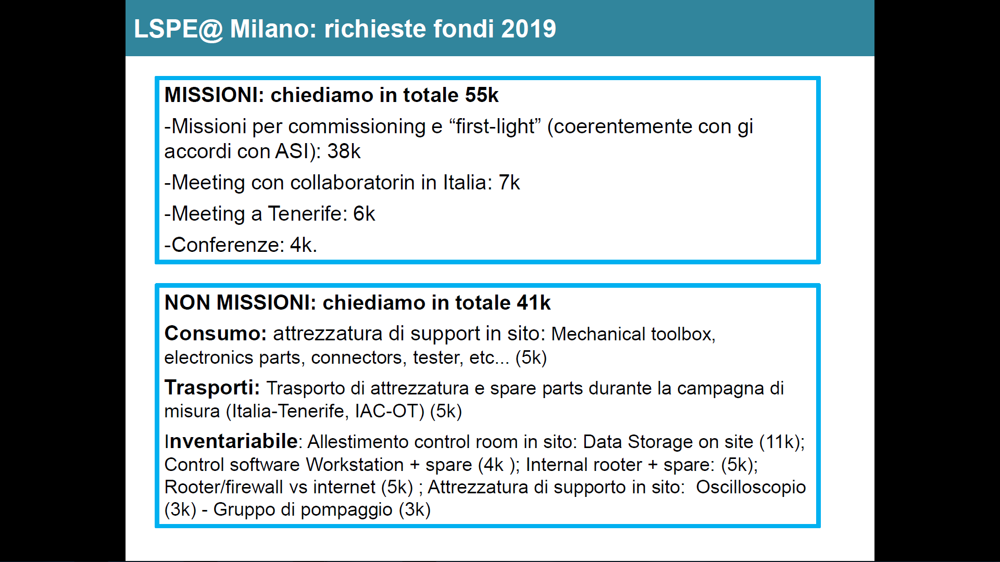 LSPE@ Milano: richieste fondi 2019
MISSIONI: chiediamo in totale 55k
-Missioni per commissioning e “first-light” (coerentemente con gi
accordi con ASI): 38k
-Meeting con collaboratorin in Italia: 7k
-Meeting a Tenerife: 6k
-Conferenze: 4k.
NON MISSIONI: chiediamo in totale 41k
Consumo: attrezzatura di support in sito: Mechanical toolbox,
electronics parts, connectors, tester, etc... (5k)
Trasporti: Trasporto di attrezzatura e spare parts durante la campagna di
misura (Italia-Tenerife, IAC-OT) (5k)
Inventariabile: Allestimento control room in sito: Data Storage on site (11k);
Control software Workstation + spare (4k ); Internal rooter + spare: (5k);
Rooter/firewall vs internet (5k) ; Attrezzatura di supporto in sito:  Oscilloscopio
(3k) - Gruppo di pompaggio (3k)